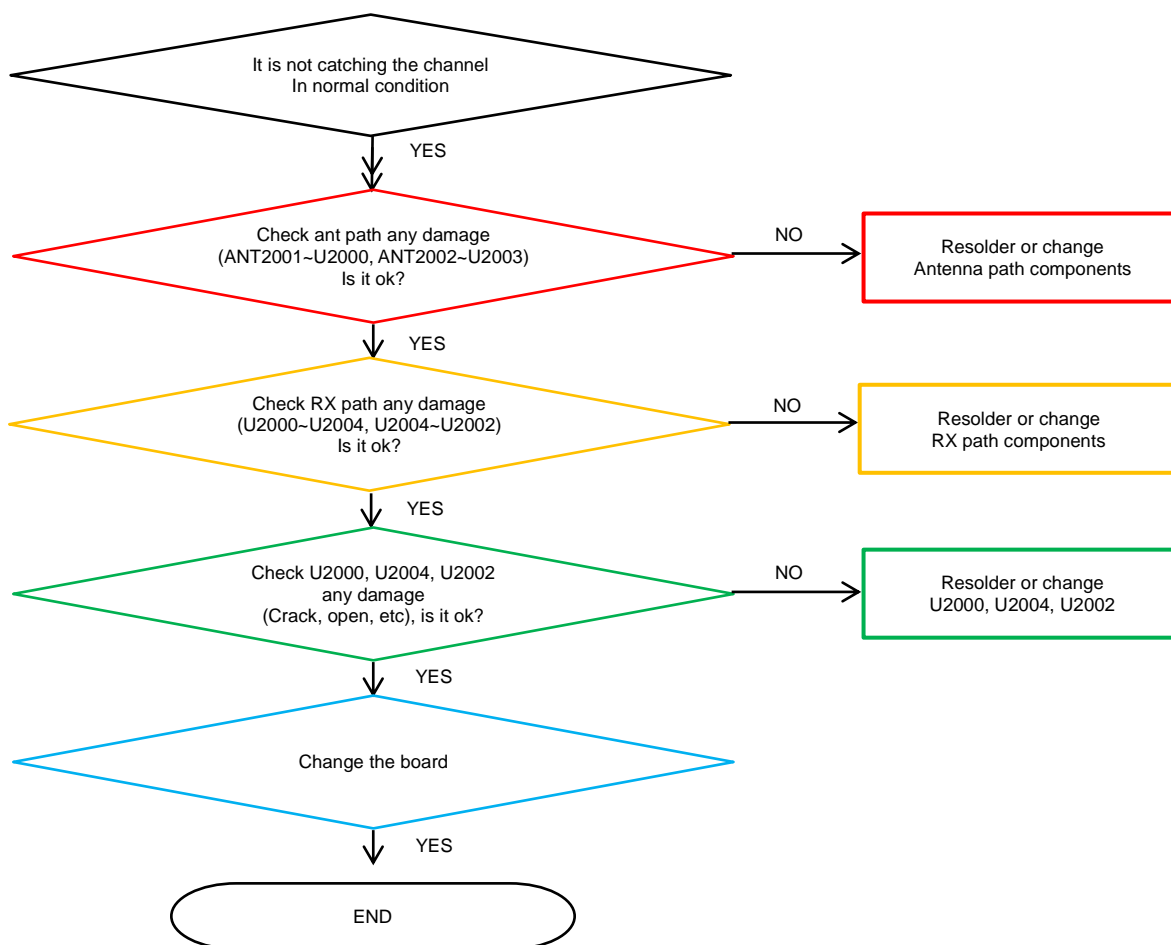 It is not catching the channel
In normal condition
YES
Check ant path any damage
(ANT2001~U2000, ANT2002~U2003)
Is it ok?
NO
Resolder or change
Antenna path components
YES
Check RX path any damage
(U2000~U2004, U2004~U2002)
Is it ok?
NO
Resolder or change
RX path components
YES
Check U2000, U2004, U2002
any damage
(Crack, open, etc), is it ok?
NO
Resolder or change
U2000, U2004, U2002
YES
Change the board
YES
END